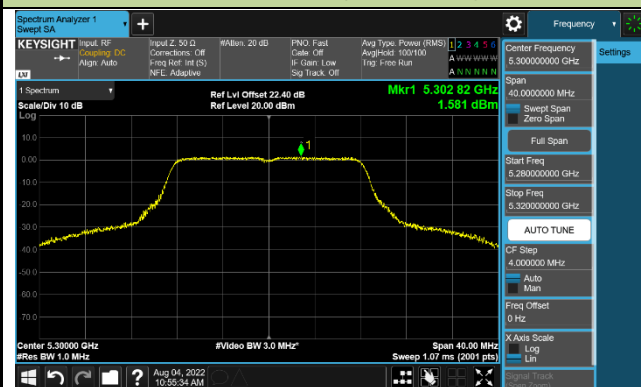 Spectrum Analyzer 1
Swept SA
+
Frequency
KEYSIGHT
Input: RF
Coupling: DC
Align: Auto
Input Z: 50 Ω
Corrections: Off
Freq Ref: Int (S)
NFE: Adaptive
#Atten: 20 dB
PNO: Fast
Gate: Off
IF Gain: Low
Sig Track: Off
Avg Type: Power (RMS)
Avg|Hold: 100/100
Trig: Free Run
1 2 3 4 5 6
A W W W W W
A N N N N N
LXI
1 Spectrum
Scale/Div 10 dB
Ref Lvl Offset 22.40 dB
Ref Level 20.00 dBm
Mkr1 5.302 82 GHz
1.581 dBm
Log
10.0
0.00
10.0
20.0
30.0
40.0
-50.0
60.0
70.0
1
Center 5.30000 GHz
#Res BW 1.0 MHz
#Video BW 3.0 MHz*
Span 40.00 MHz
Sweep 1.07 ms (2001 pts)
?
Aug 04, 2022
10:55:34 AM
Center Frequency
5.300000000 GHz
Settings
Span
40.0000000 MHz
Swept Span
Zero Span
Full Span
Start Freq
5.280000000 GHz
Stop Freq
5.320000000 GHz
AUTO TUNE
CF Step
4.000000 MHz
Auto
Man
Freq Offset
0 Hz
X Axis Scale
Log
Lin
Signal Track
(Span Zoom)